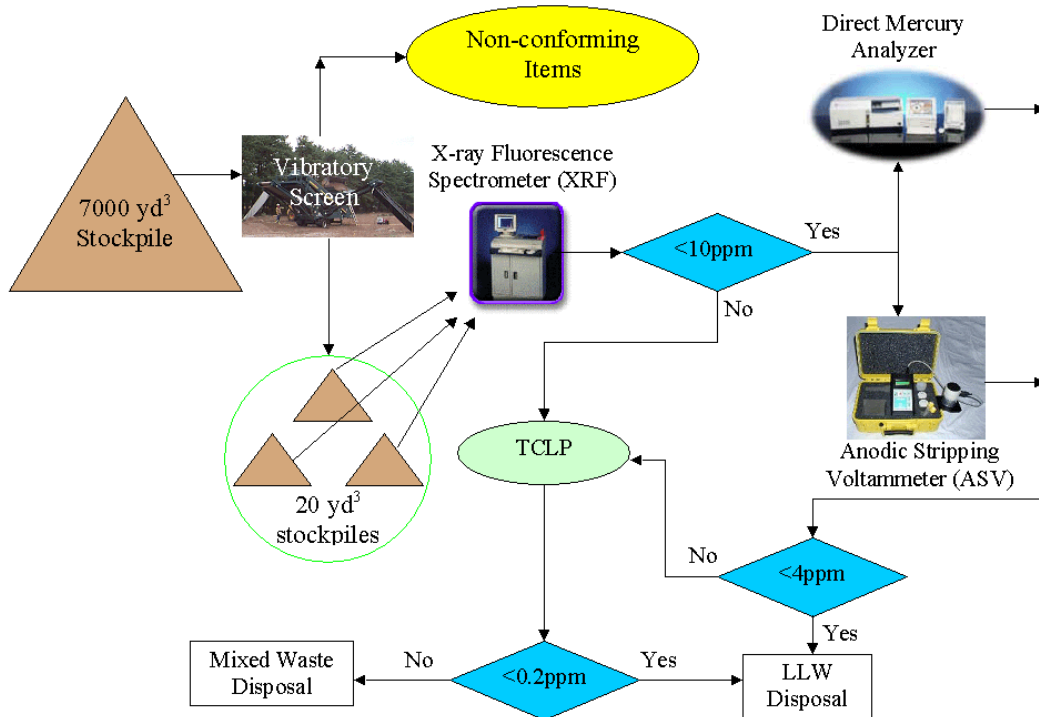 Non-conforming
Items
Direct Mercury
Analyzer
Vibratory
Screen
X-ray Fluorescence
Spectrometer (XRF)
7000 yd³
Stockpile
<10ppm
Yes
No
20 yd³
stockpiles
TCLP
Anodic Stripping
Voltammeter (ASV)
No
<4ppm
Yes
Mixed Waste
Disposal
No
<0.2ppm
Yes
LLW
Disposal